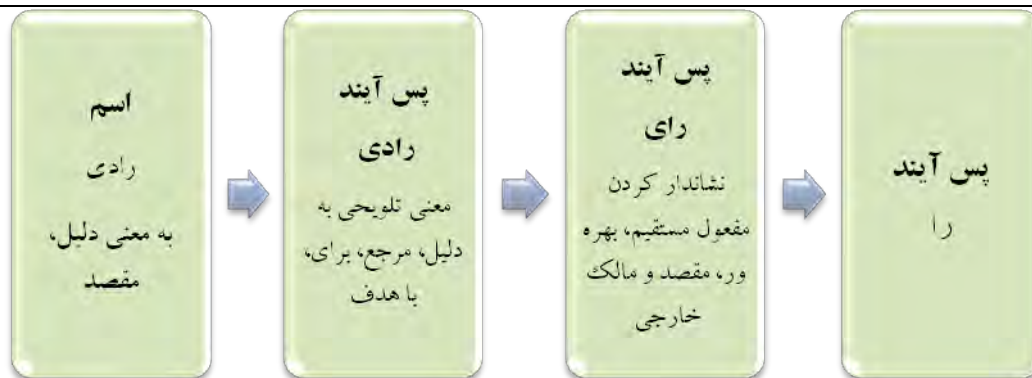 اسم
رادی
به معنی دلیل،
مقصد
پس آیند
رادی
معنی تلویحی به
دلیل، مرجع، برای،
با هدف
پس آیند
رای
نشاندار کردن
مفعول مستقیم، بهره
ور، مقصد و مالک
خارجی
پس آیند
را